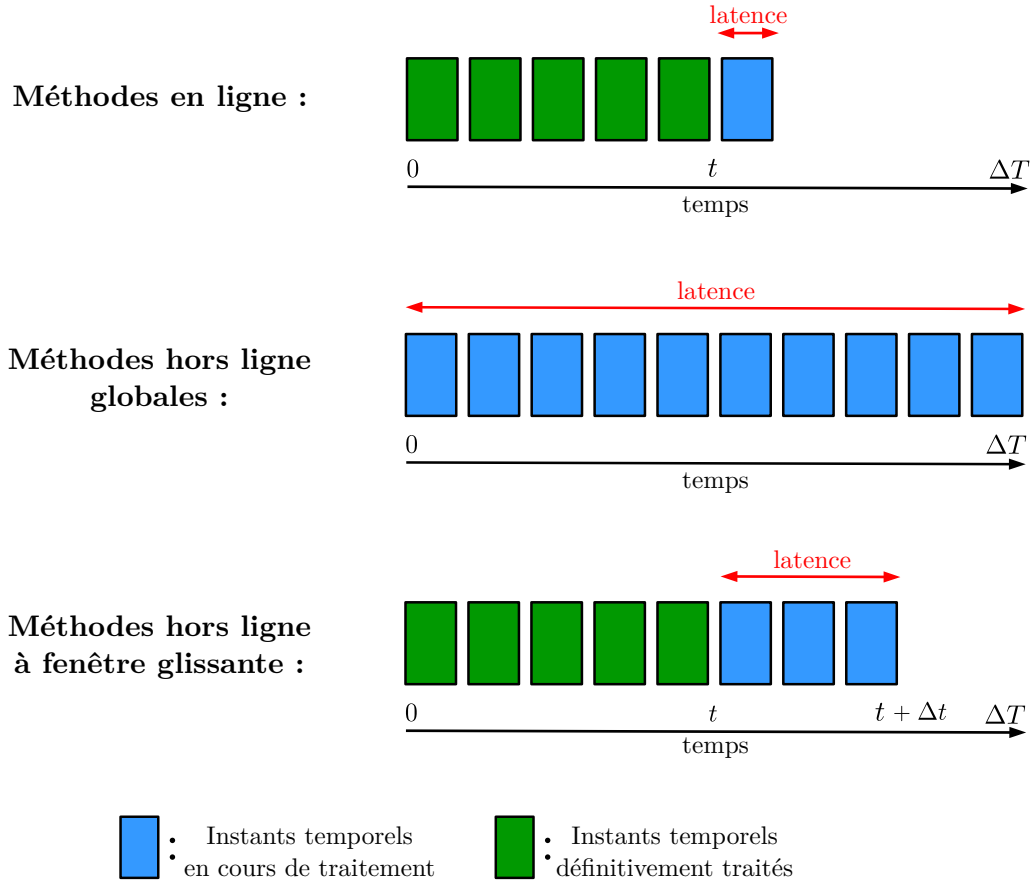 latence
Méthodes en ligne :
0 t ΔT
temps
latence
Méthodes hors ligne
globales :
0 ΔT
temps
latence
Méthodes hors ligne
à fenêtre glissante :
0 t t + Δt ΔT
temps
: Instants temporels
en cours de traitement
: Instants temporels
définitivement traités